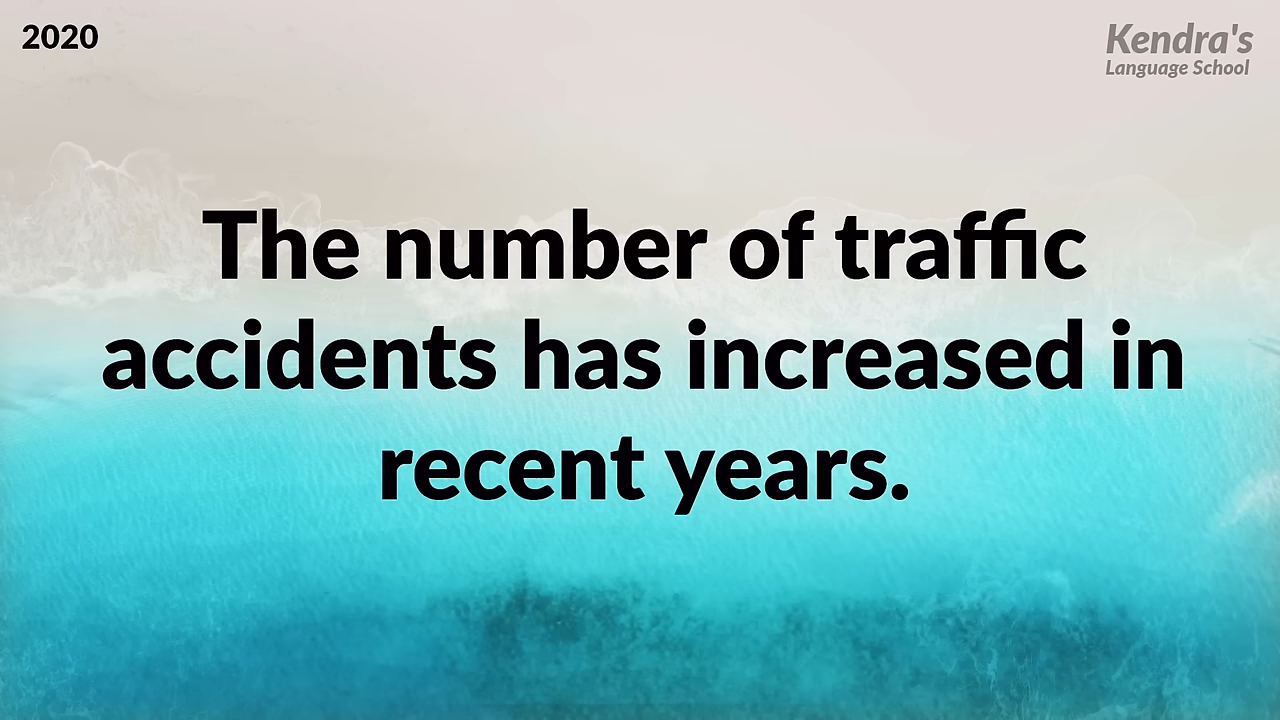 2020
Kendra's
Language School
The number of traffic
accidents has increased in
recent years.